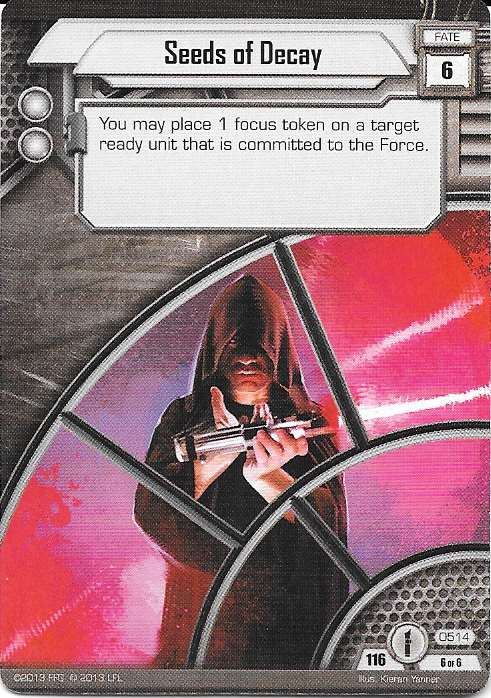 Seeds of Decay
FATE
6
You may place 1 focus token on a target
ready unit that is committed to the Force.
0514
116
6 of 6
©2013 FFG © 2013 LFL
Illus. Kieran Yanner